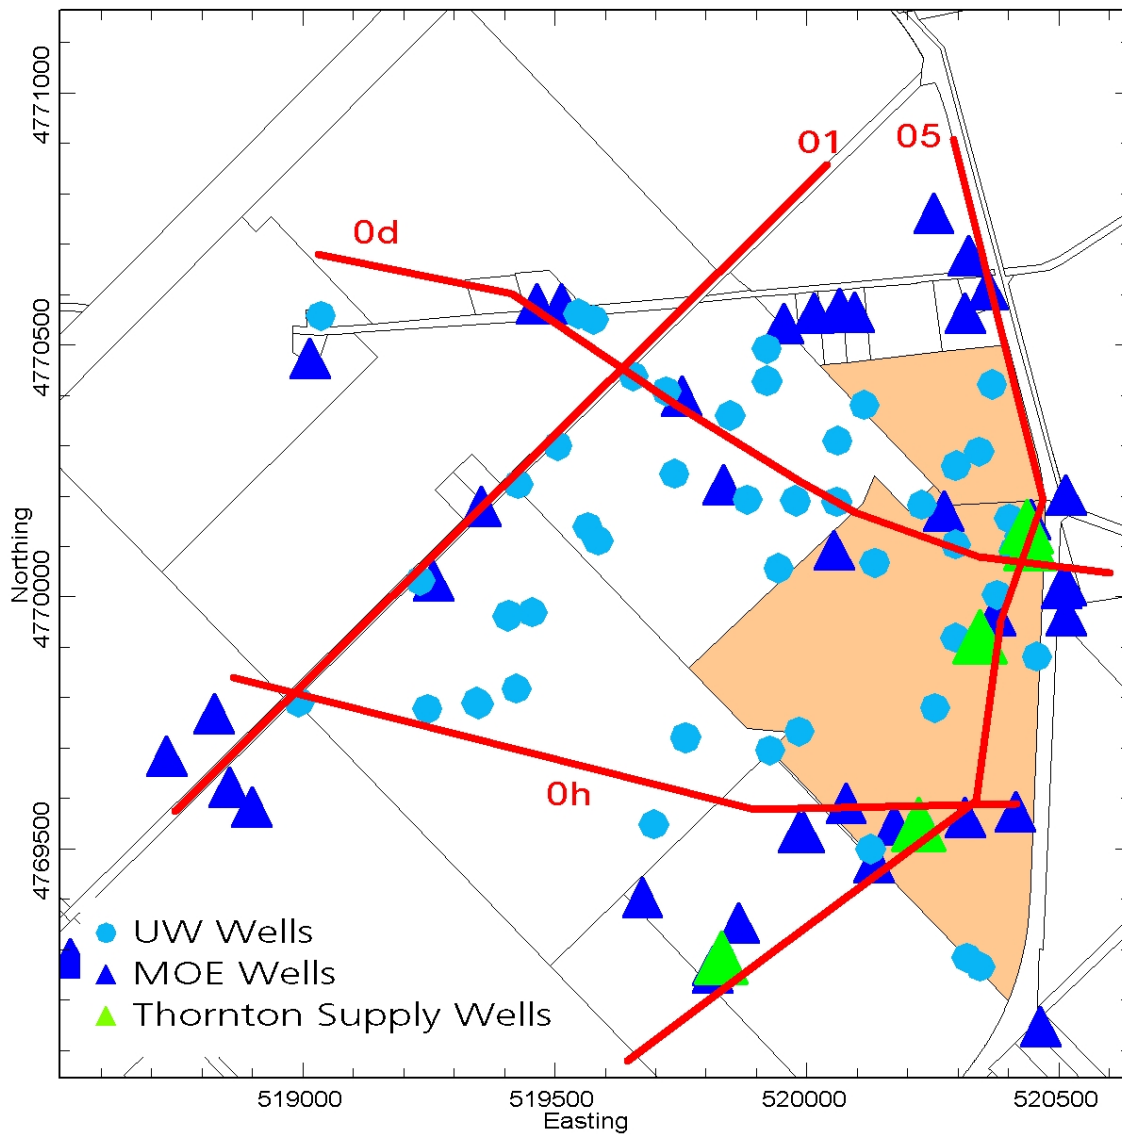 4771000
01
05
0d
4770500
Northing
4770000
0h
4769500
UW Wells
MOE Wells
Thornton Supply Wells
519000
519500
520000
520500
Easting